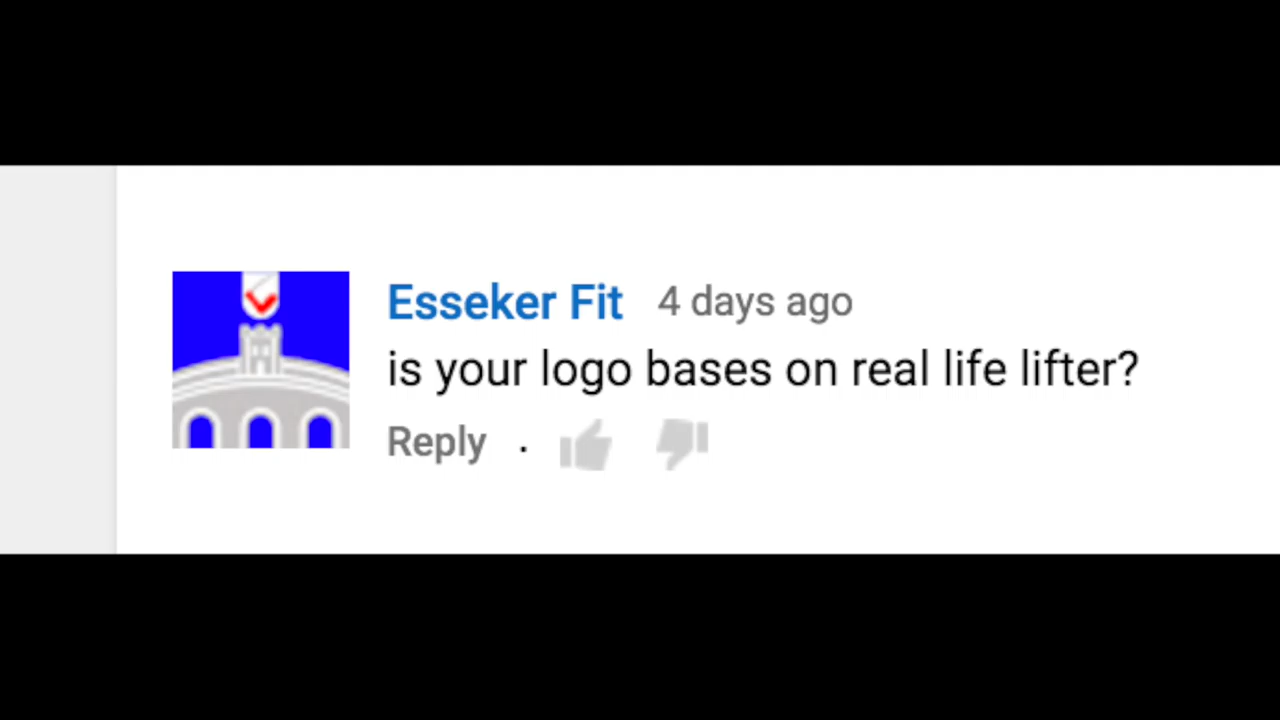 Esseker Fit 4 days ago
is your logo bases on real life lifter?
Reply .